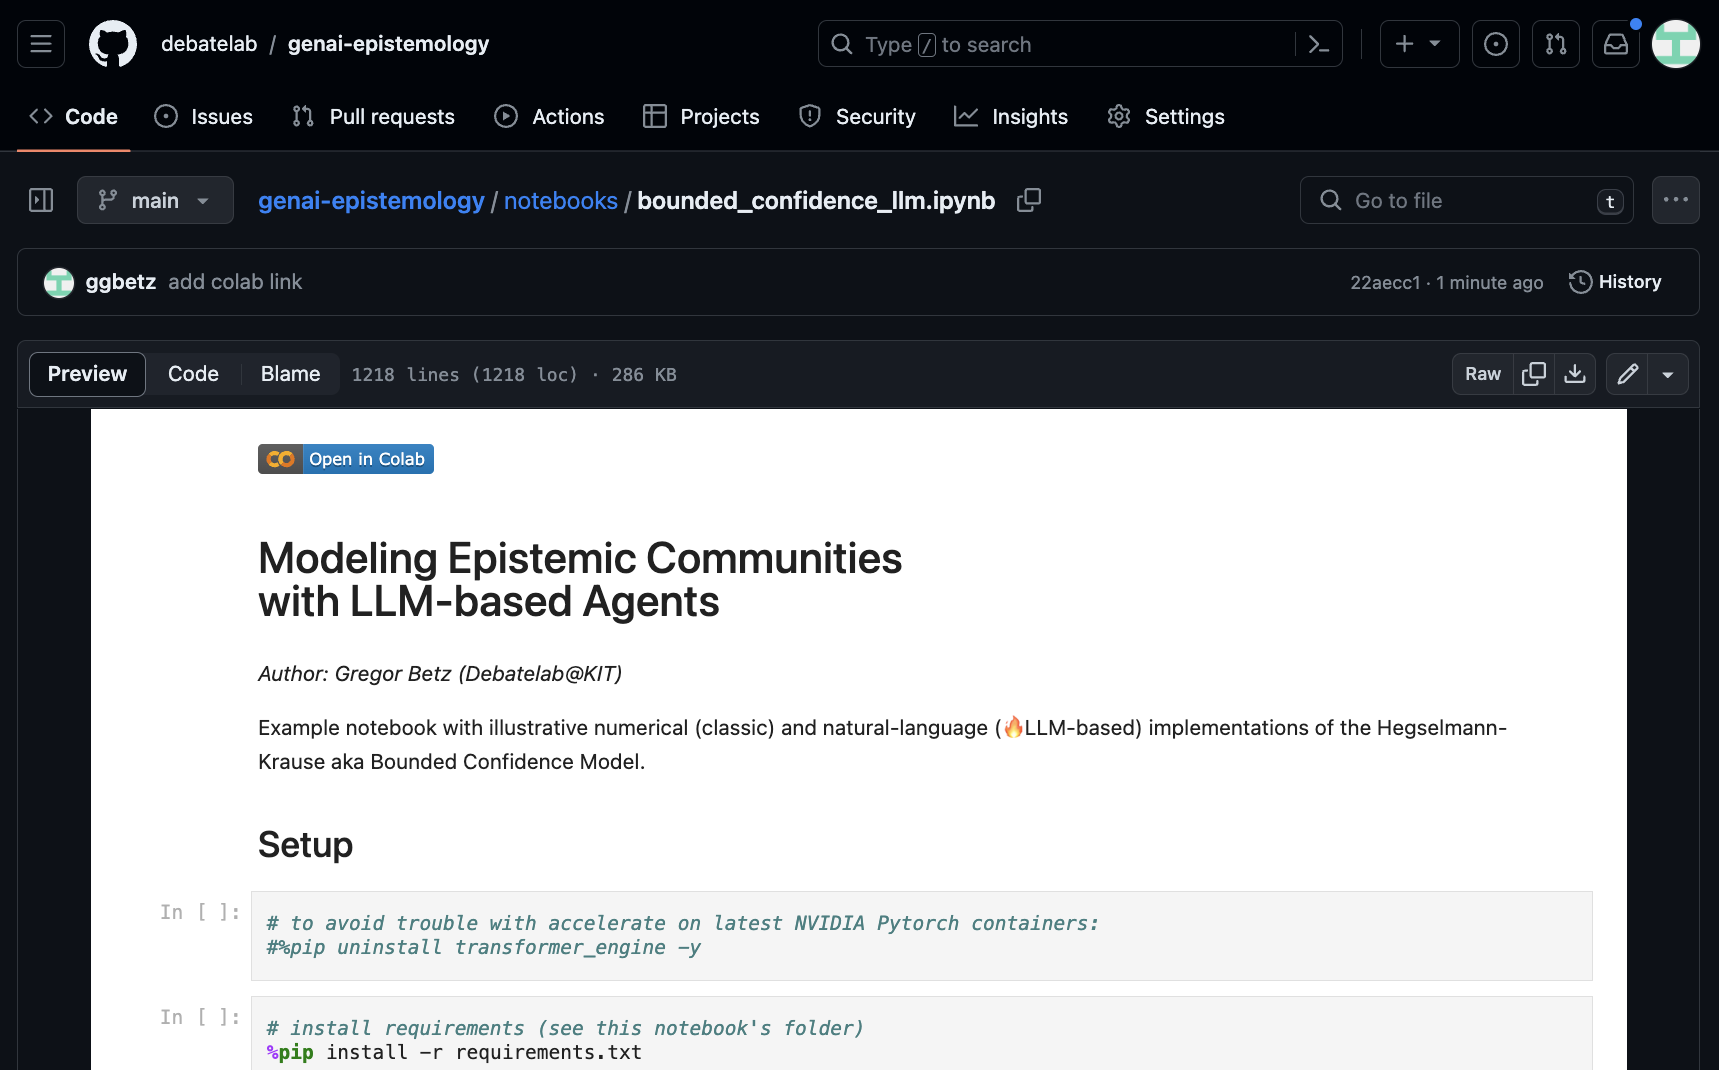 debatelab / genai-epistemology
Type / to search
Code Issues Pull requests Actions Projects Security Insights Settings
main
genai-epistemology / notebooks / bounded_confidence_llm.ipynb
Go to file t
ggbetz add colab link
22aecc1 · 1 minute ago History
Preview Code Blame 1218 lines (1218 loc) · 286 KB
Raw
Open in Colab
Modeling Epistemic Communities
with LLM-based Agents
Author: Gregor Betz (Debatelab@KIT)
Example notebook with illustrative numerical (classic) and natural-language (🔥LLM-based) implementations of the Hegselmann-
Krause aka Bounded Confidence Model.
Setup
In [ ]:
# to avoid trouble with accelerate on latest NVIDIA Pytorch containers:
#%pip uninstall transformer_engine -y
In [ ]:
# install requirements (see this notebook's folder)
%pip install -r requirements.txt